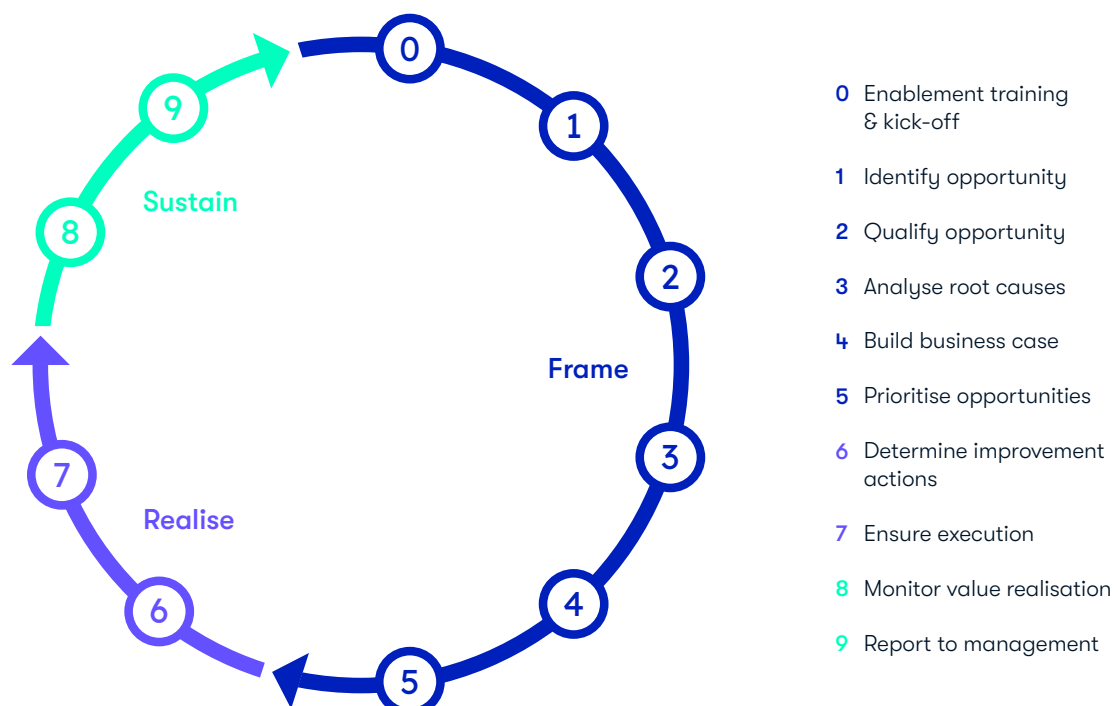 0
1
2
3
4
5
6
7
8
9
Frame
Realise
Sustain
0 Enablement training
& kick-off
1 Identify opportunity
2 Qualify opportunity
3 Analyse root causes
4 Build business case
5 Prioritise opportunities
6 Determine improvement
actions
7 Ensure execution
8 Monitor value realisation
9 Report to management